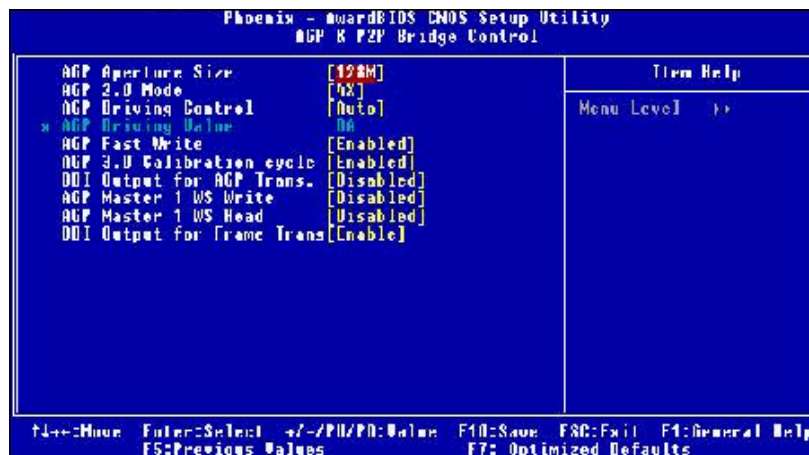 Phoenix - AwardBIOS CMOS Setup Utility
AGP & P2P Bridge Control
AGP Aperture Size [128M]
AGP 2.0 Mode [4X]
AGP Driving Control [Auto]
x AGP Driving Value DA
AGP Fast Write [Enabled]
AGP 3.0 Calibration cycle [Enabled]
DBI Output for AGP Trans. [Disabled]
AGP Master 1 WS Write [Disabled]
AGP Master 1 WS Read [Disabled]
DBI Output for Frame Trans[Enable]
Item Help
Menu Level ▸▸
↑↓→←:Move Enter:Select +/-/PU/PD:Value F10:Save ESC:Exit F1:General Help
F5:Previous Values F7: Optimized Defaults